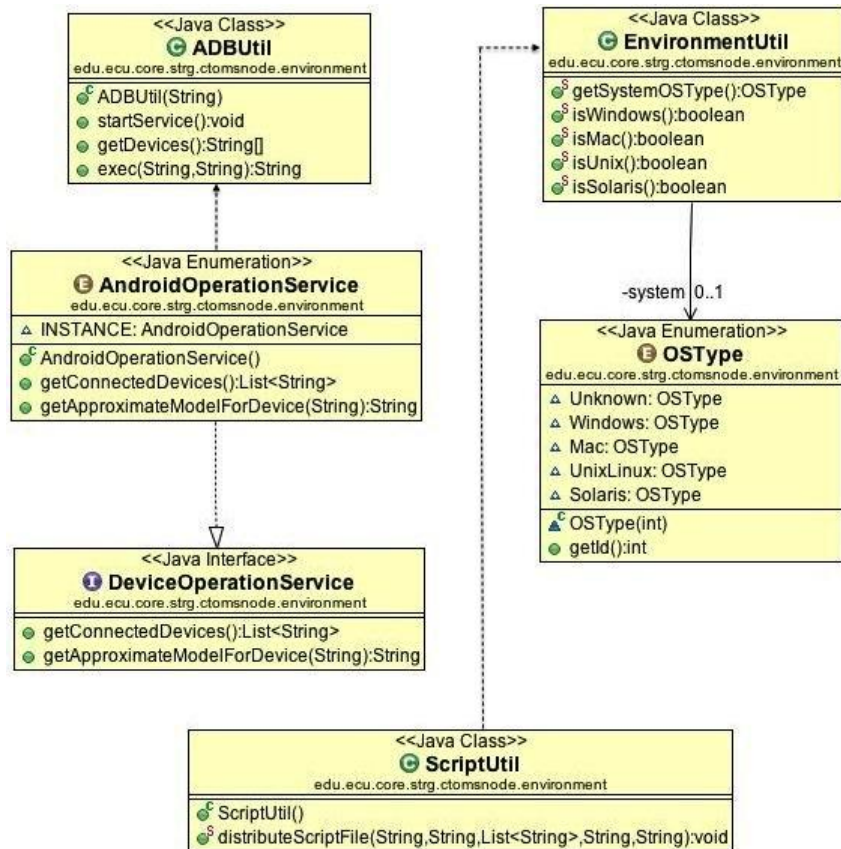 <<Java Class>>
C ADBUtil
edu.ecu.core.strg.ctomsnode.environment
C ADBUtil(String)
startService():void
getDevices():String[]
exec(String,String):String
<<Java Class>>
C EnvironmentUtil
edu.ecu.core.strg.ctomsnode.environment
S getSystemOSType():OSType
S isWindows():boolean
S isMac():boolean
S isUnix():boolean
S isSolaris():boolean
<<Java Enumeration>>
E AndroidOperationService
edu.ecu.core.strg.ctomsnode.environment
INSTANCE: AndroidOperationService
C AndroidOperationService()
getConnectedDevices():List<String>
getApproximateModelForDevice(String):String
-system 0..1
<<Java Enumeration>>
E OSType
edu.ecu.core.strg.ctomsnode.environment
Unknown: OSType
Windows: OSType
Mac: OSType
UnixLinux: OSType
Solaris: OSType
C OSType(int)
getId():int
<<Java Interface>>
I DeviceOperationService
edu.ecu.core.strg.ctomsnode.environment
getConnectedDevices():List<String>
getApproximateModelForDevice(String):String
<<Java Class>>
C ScriptUtil
edu.ecu.core.strg.ctomsnode.environment
C ScriptUtil()
S distributeScriptFile(String,String,List<String>,String,String):void